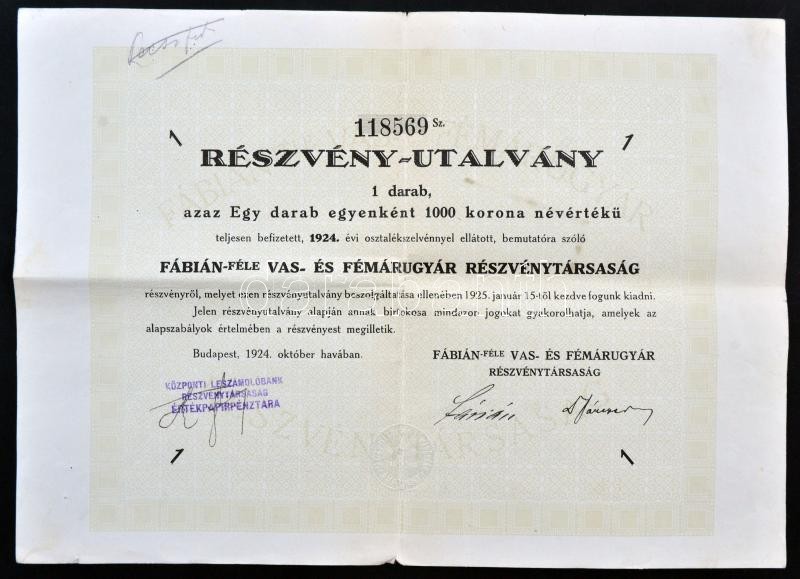 118569 Sz.
1 1
RÉSZVÉNY-UTALVÁNY
1 darab,
azaz Egy darab egyenként 1000 korona névértékü
teljesen befizetett, 1924. évi osztalékszelvénnyel ellátott, bemutatóra szóló
FÁBIÁN-FÉLE VAS- ÉS FÉMÁRUGYÁR RÉSZVÉNYTÁRSASÁG
részvényről, melyet ezen részvényutalvány beszolgáltatása ellenében 1925. január 15-től kezdve fogunk kiadni.
Jelen részvényutalvány alapján annak birtokosa mindazon jogokat gyakorolhatja, amelyek az
alapszabályok értelmében a részvényest megilletik.
Budapest, 1924. október havában.
FÁBIÁN-FÉLE VAS- ÉS FÉMÁRUGYÁR
RÉSZVÉNYTÁRSASÁG
KÖZPONTI LESZÁMOLÓBANK
RÉSZVÉNYTÁRSASÁG
ÉRTÉKPAPIRPÉNZTÁRA
Fábián
1 1